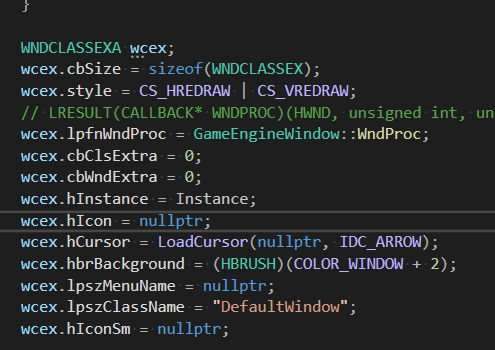 }
WNDCLASSEXA wcex;
wcex.cbSize = sizeof(WNDCLASSEX);
wcex.style = CS_HREDRAW | CS_VREDRAW;
// LRESULT(CALLBACK* WNDPROC)(HWND, unsigned int, un
wcex.lpfnWndProc = GameEngineWindow::WndProc;
wcex.cbClsExtra = 0;
wcex.cbWndExtra = 0;
wcex.hInstance = Instance;
wcex.hIcon = nullptr;
wcex.hCursor = LoadCursor(nullptr, IDC_ARROW);
wcex.hbrBackground = (HBRUSH)(COLOR_WINDOW + 2);
wcex.lpszMenuName = nullptr;
wcex.lpszClassName = "DefaultWindow";
wcex.hIconSm = nullptr;